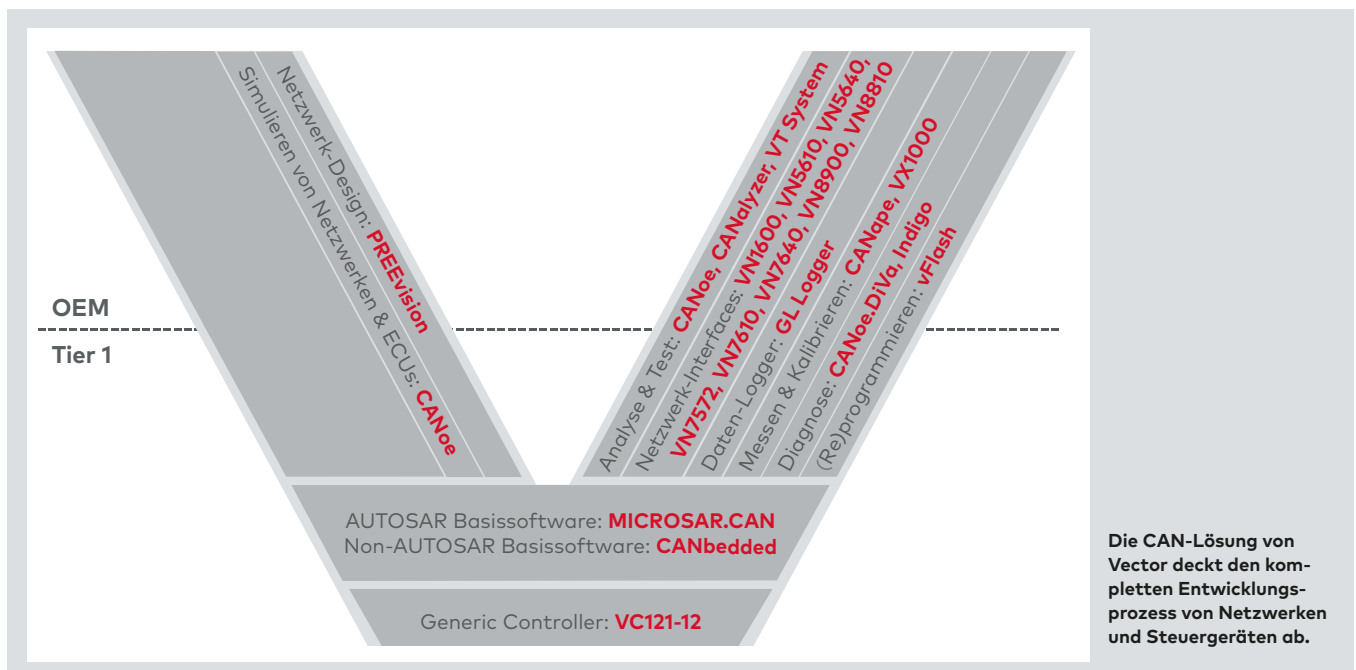 OEM
Tier 1
Netzwerk-Design: PREEvision
Simulieren von Netzwerken & ECUs: CANoe
Analyse & Test: CANoe, CANalyzer, VT System
Netzwerk-Interfaces: VN1600, VN5610, VN5640,
VN7572, VN7610, VN7640, VN8900, VN8810
Daten-Logger: GL Logger
Messen & Kalibrieren: CANape, VX1000
Diagnose: CANoe.DiVa, Indigo
(Re)programmieren: vFlash
AUTOSAR Basissoftware: MICROSAR.CAN
Non-AUTOSAR Basissoftware: CANbedded
Generic Controller: VC121-12
Die CAN-Lösung von
Vector deckt den kom-
pletten Entwicklungs-
prozess von Netzwerken
und Steuergeräten ab.